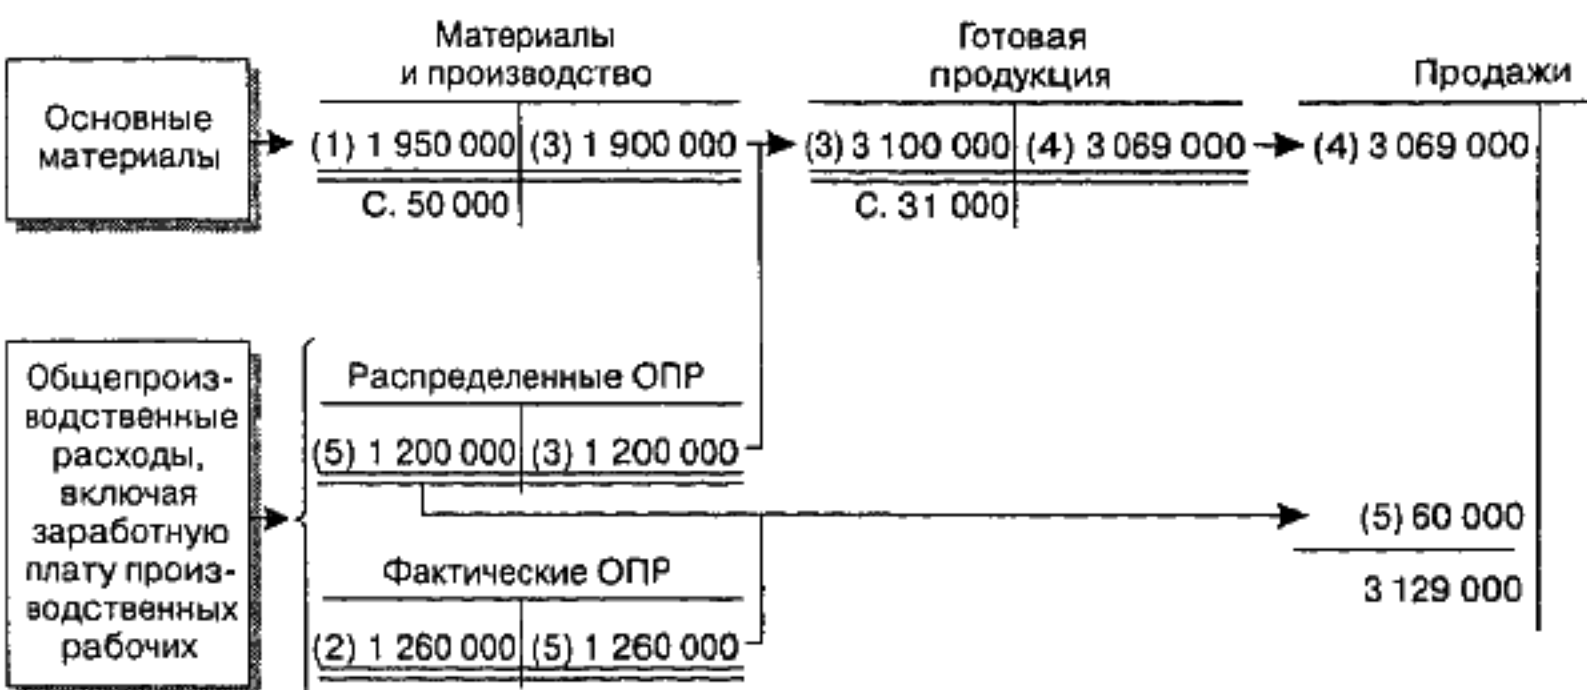 Материалы
и производство
Готовая
продукция
Продажи
Основные
материалы
(1) 1 950 000 (3) 1 900 000
(3) 3 100 000 (4) 3 069 000
(4) 3 069 000
С. 50 000
С. 31 000
Общепроиз-
водственные
расходы,
включая
заработную
плату произ-
водственных
рабочих
Распределенные ОПР
(5) 1 200 000 (3) 1 200 000
(5) 60 000
3 129 000
Фактические ОПР
(2) 1 260 000 (5) 1 260 000